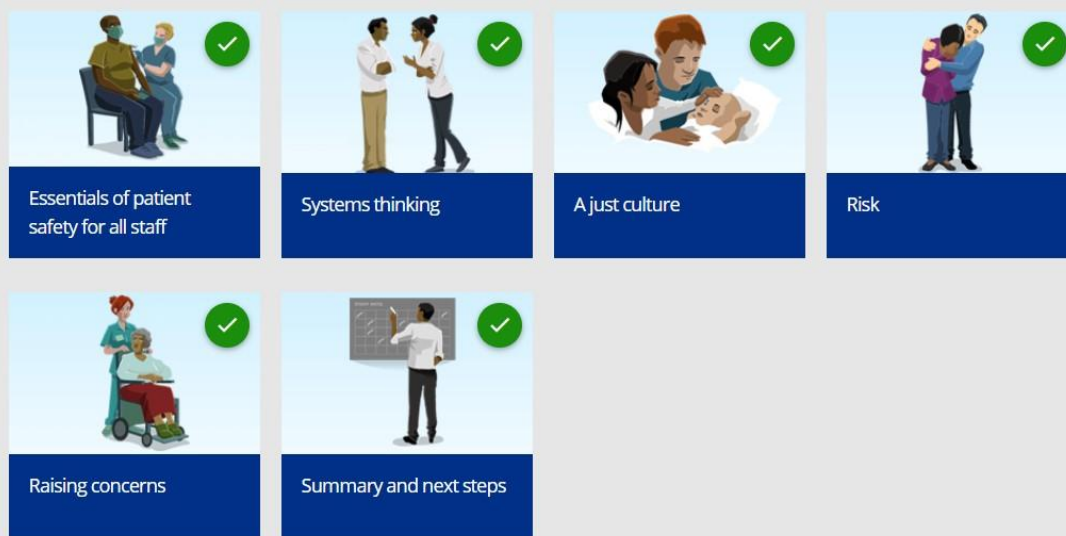 Essentials of patient
safety for all staff
Systems thinking
A just culture
Risk
Raising concerns
Summary and next steps